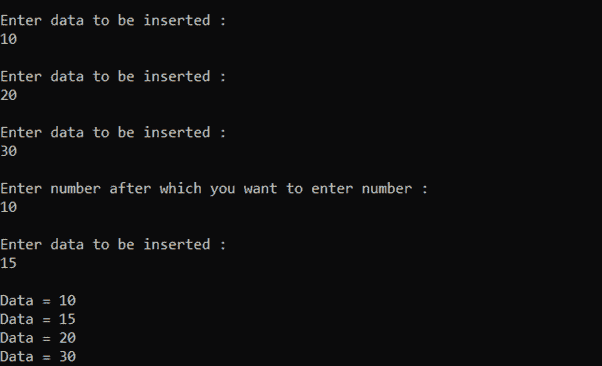 Enter data to be inserted :
10
Enter data to be inserted :
20
Enter data to be inserted :
30
Enter number after which you want to enter number :
10
Enter data to be inserted :
15
Data = 10
Data = 15
Data = 20
Data = 30